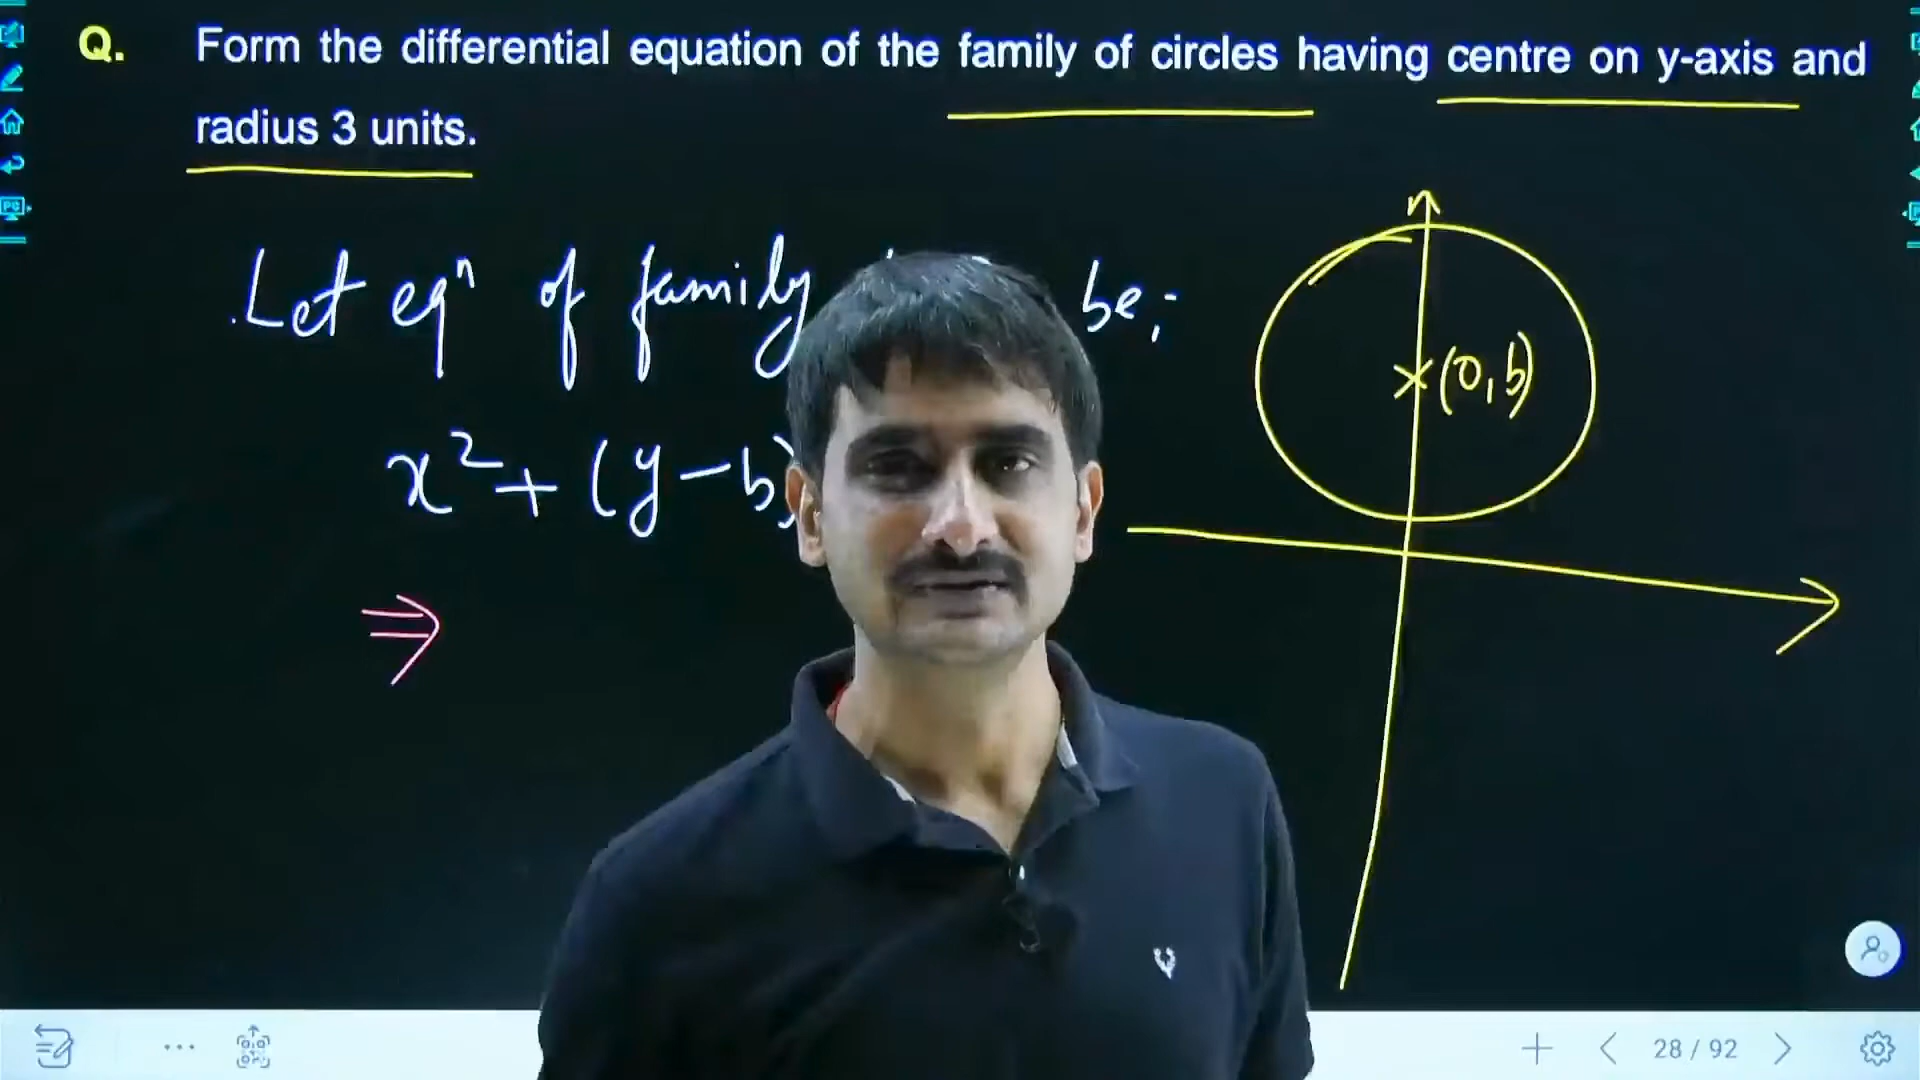 Q. Form the differential equation of the family of circles having centre on y-axis and
radius 3 units.
Let eqⁿ of family be;
(0,b)
x² + (y-b)
⇒
28 / 92